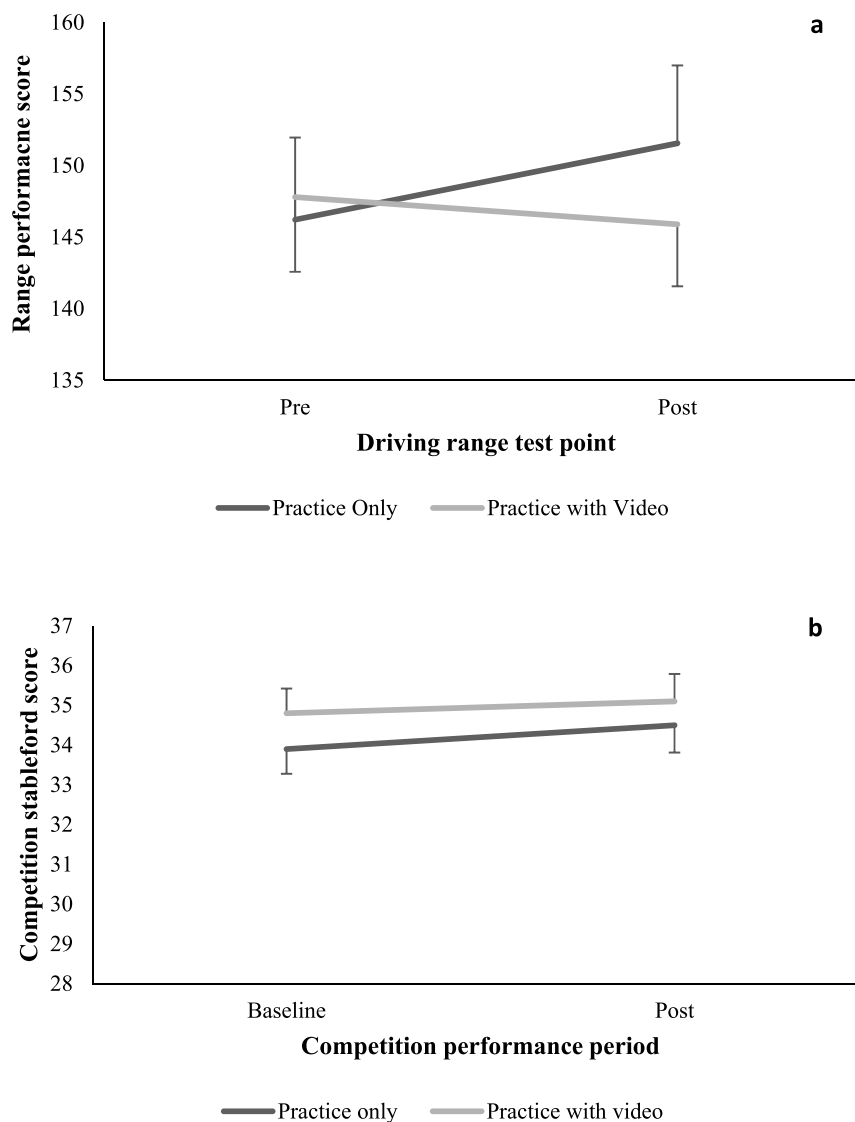 a
160
155
150
145
140
135
Range performacne score
Pre Post
Driving range test point
Practice Only Practice with Video
b
37
36
35
34
33
32
31
30
29
28
Competition stableford score
Baseline Post
Competition performance period
Practice only Practice with video